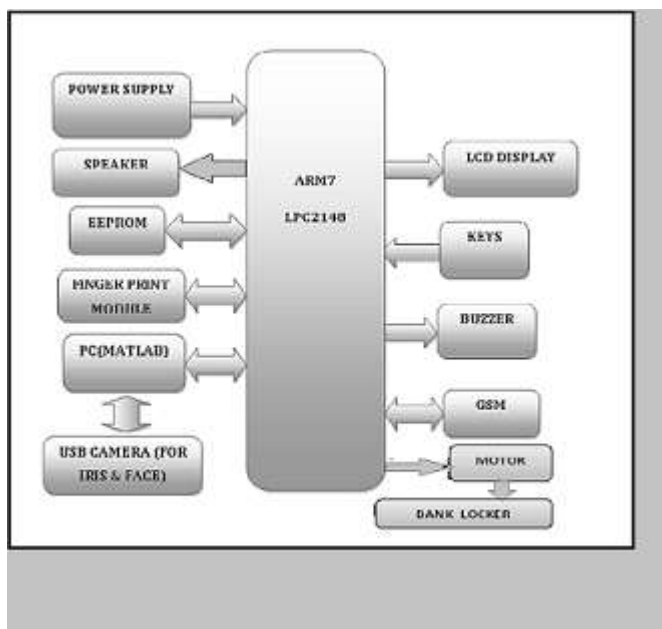 POWER SUPPLY
SPEAKER
EEPROM
FINGER PRINT
MODULE
PC(MATLAB)
USB CAMERA (FOR
IRIS & FACE)
ARM7
LPC2148
LCD DISPLAY
KEYS
BUZZER
GSM
MOTOR
BANK LOCKER